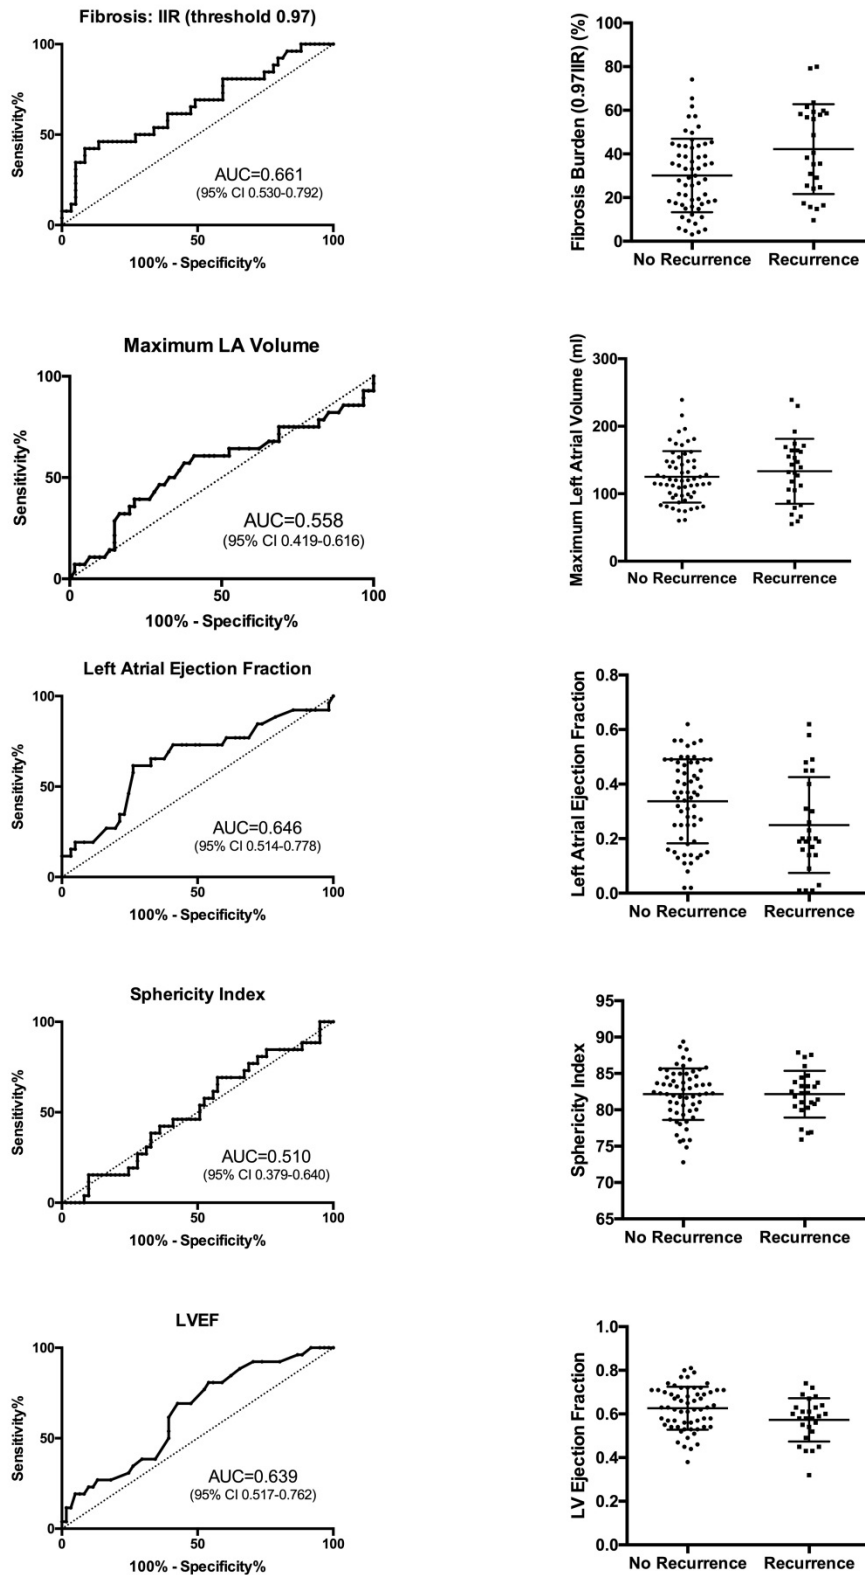 Fibrosis: IIR (threshold 0.97)
100
50
0
Sensitivity%
AUC=0.661
(95% CI 0.530-0.792)
0 50 100
100% - Specificity%
Fibrosis Burden (0.97IIR) (%)
100
80
60
40
20
0
No Recurrence Recurrence
Maximum LA Volume
100
50
0
Sensitivity%
AUC=0.558
(95% CI 0.419-0.616)
0 50 100
100% - Specificity%
Maximum Left Atrial Volume (ml)
300
200
100
0
No Recurrence Recurrence
Left Atrial Ejection Fraction
100
50
0
Sensitivity%
AUC=0.646
(95% CI 0.514-0.778)
0 50 100
100% - Specificity%
Left Atrial Ejection Fraction
0.8
0.6
0.4
0.2
0.0
No Recurrence Recurrence
Sphericity Index
100
50
0
Sensitivity%
AUC=0.510
(95% CI 0.379-0.640)
0 50 100
100% - Specificity%
Sphericity Index
95
90
85
80
75
70
65
No Recurrence Recurrence
LVEF
100
50
0
Sensitivity%
AUC=0.639
(95% CI 0.517-0.762)
0 50 100
100% - Specificity%
LV Ejection Fraction
1.0
0.8
0.6
0.4
0.2
0.0
No Recurrence Recurrence